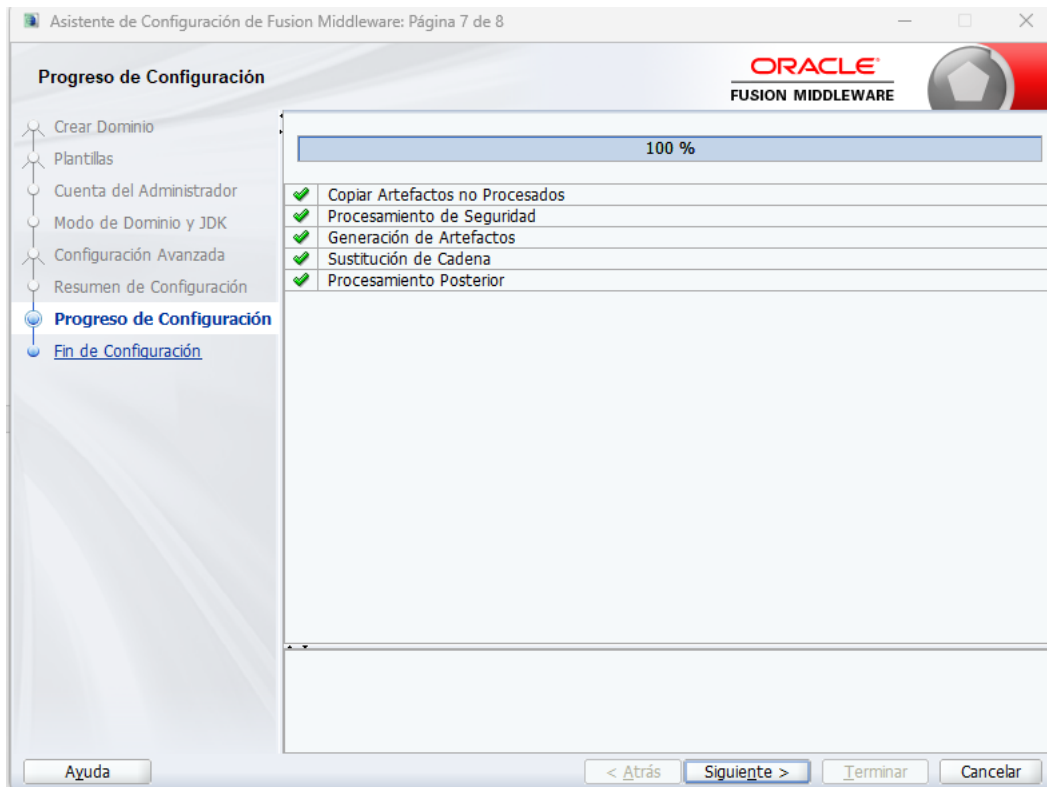 Asistente de Configuración de Fusion Middleware: Página 7 de 8
Progreso de Configuración
ORACLE
FUSION MIDDLEWARE
Crear Dominio
Plantillas
Cuenta del Administrador
Modo de Dominio y JDK
Configuración Avanzada
Resumen de Configuración
Progreso de Configuración
Fin de Configuración
100 %
Copiar Artefactos no Procesados
Procesamiento de Seguridad
Generación de Artefactos
Sustitución de Cadena
Procesamiento Posterior
Ayuda
< Atrás
Siguiente >
Terminar
Cancelar